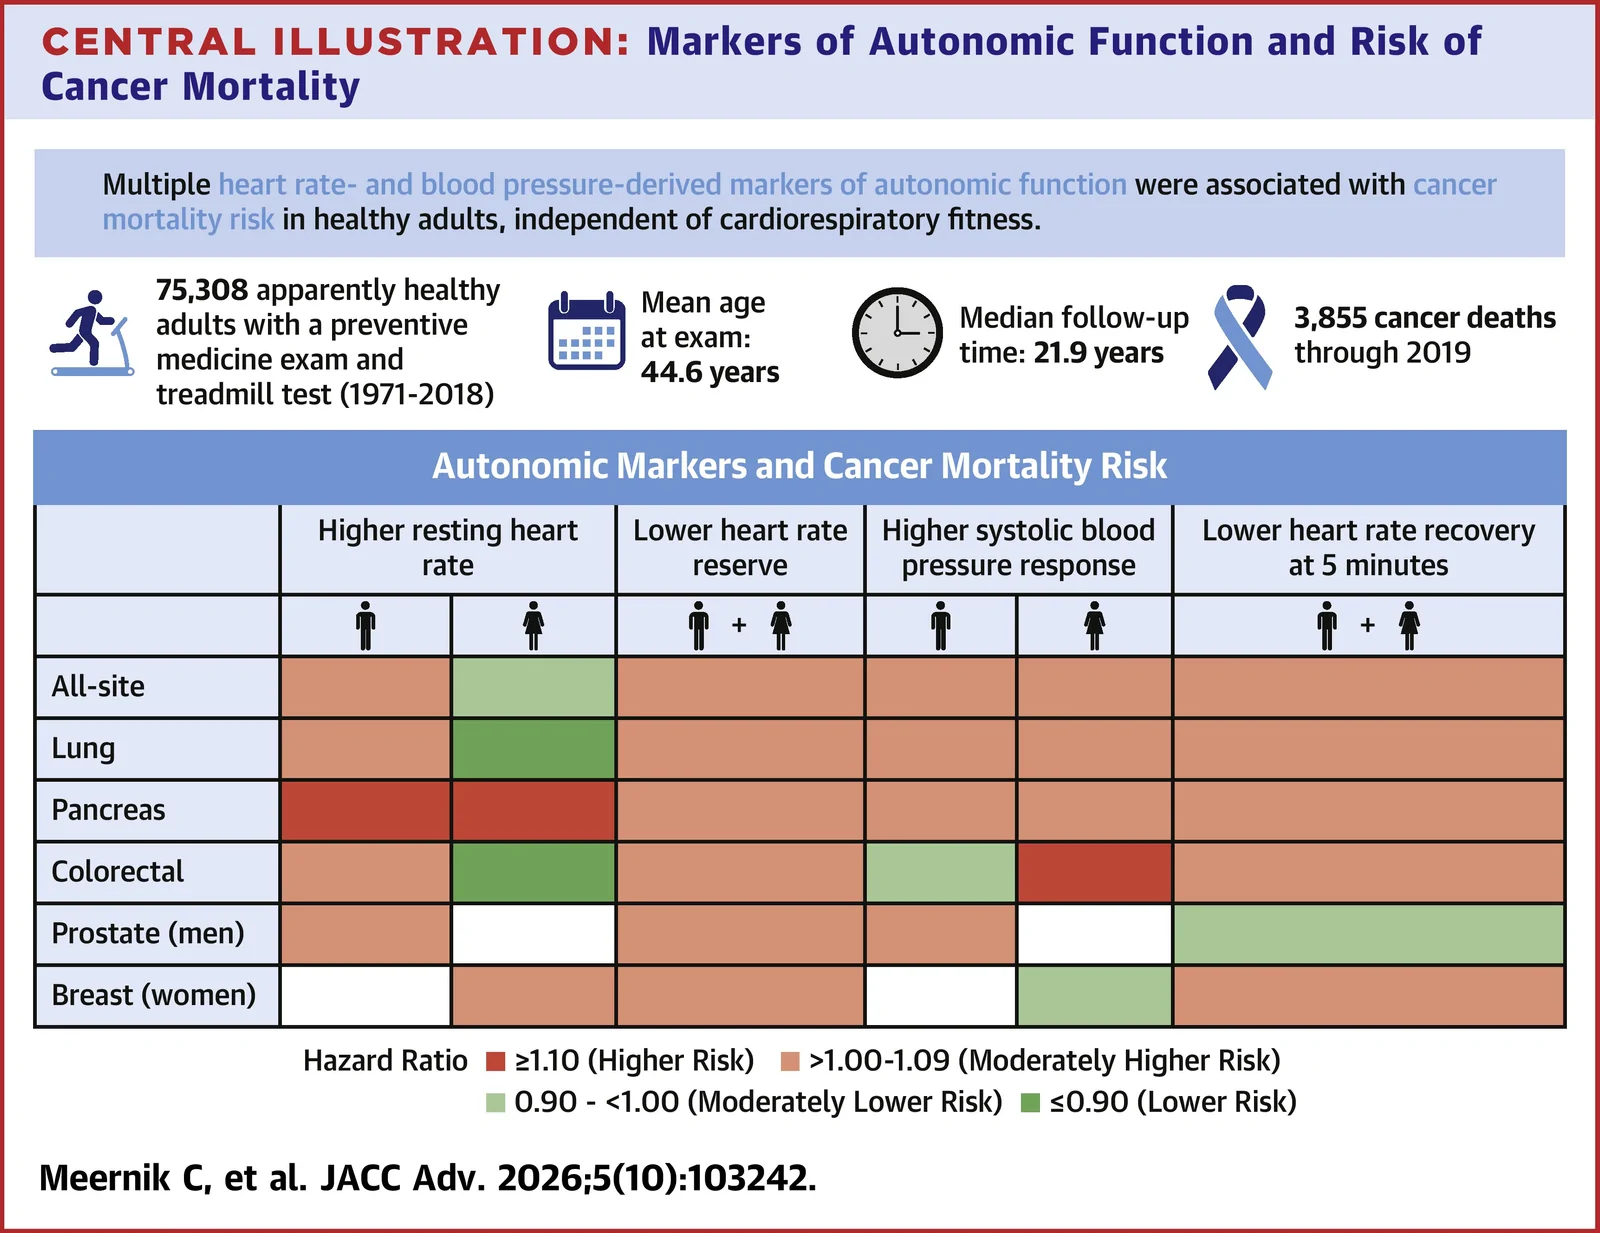 CENTRAL ILLUSTRATION: Markers of Autonomic Function and Risk of
Cancer Mortality
Multiple heart rate- and blood pressure-derived markers of autonomic function were associated with cancer
mortality risk in healthy adults, independent of cardiorespiratory fitness.
75,308 apparently healthy
adults with a preventive
medicine exam and
treadmill test (1971-2018)
Mean age
at exam:
44.6 years
Median follow-up
time: 21.9 years
3,855 cancer deaths
through 2019
Autonomic Markers and Cancer Mortality Risk
Higher resting heart
rate
Lower heart rate
reserve
Higher systolic blood
pressure response
Lower heart rate recovery
at 5 minutes
+
+
All-site
Lung
Pancreas
Colorectal
Prostate (men)
Breast (women)
Hazard Ratio ≥1.10 (Higher Risk) >1.00-1.09 (Moderately Higher Risk)
0.90 - <1.00 (Moderately Lower Risk) ≤0.90 (Lower Risk)
Meernik C, et al. JACC Adv. 2026;5(10):103242.